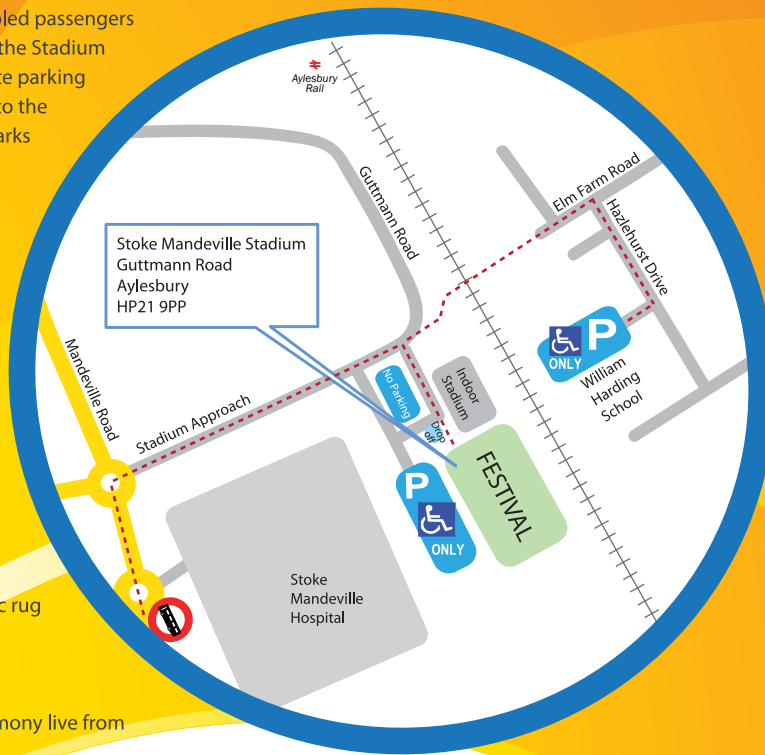 led passengers
the Stadium
te parking
to the
arks
Aylesbury
Rail
Guttmann Road
Elm Farm Road
Hazlehurst Drive
Stoke Mandeville Stadium
Guttmann Road
Aylesbury
HP21 9PP
Mandeville Road
Stadium Approach
No Parking
Indoor
Stadium
Drop
off
P
ONLY
William
Harding
School
FESTIVAL
P
ONLY
Stoke
Mandeville
Hospital
c rug
mony live from